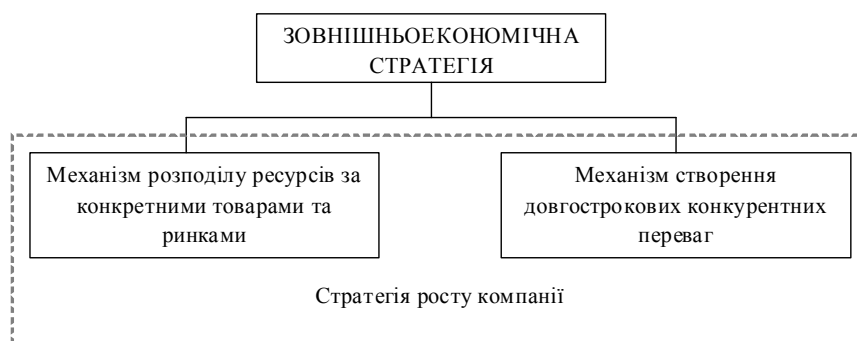 ЗОВНІШНЬОЕКОНОМІЧНА
СТРАТЕГІЯ
Механізм розподілу ресурсів за
конкретними товарами та
ринками
Механізм створення
довгострокових конкурентних
переваг
Стратегія росту компанії